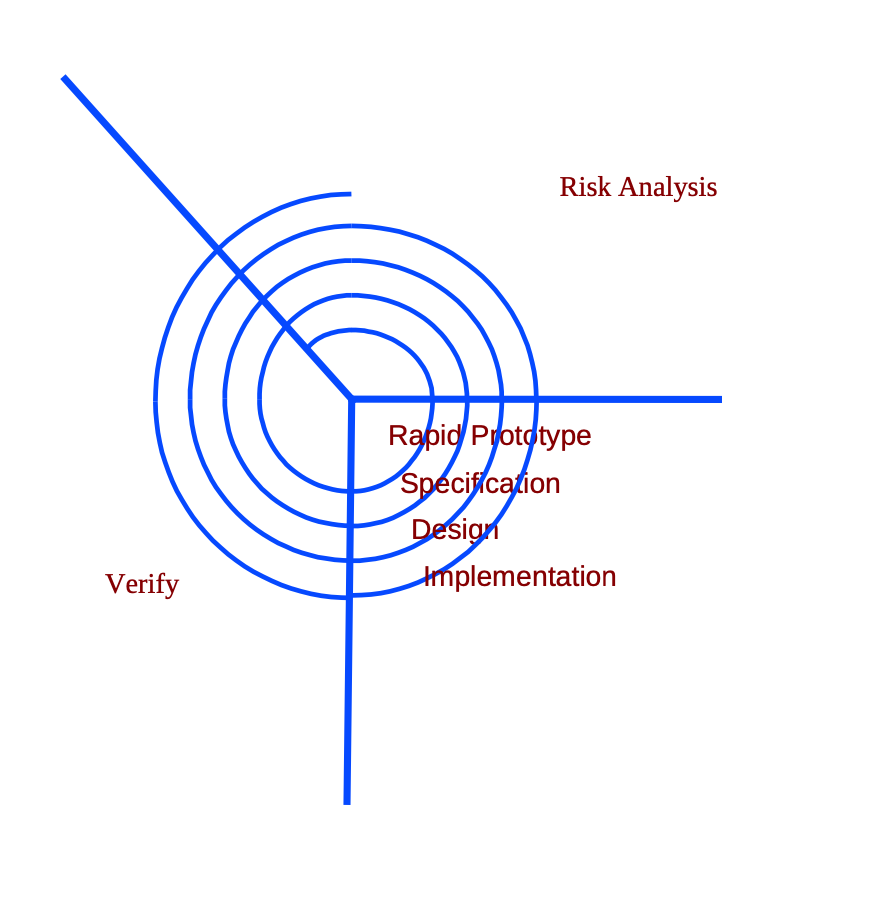 Risk Analysis
Rapid Prototype
Specification
Design
Implementation
Verify